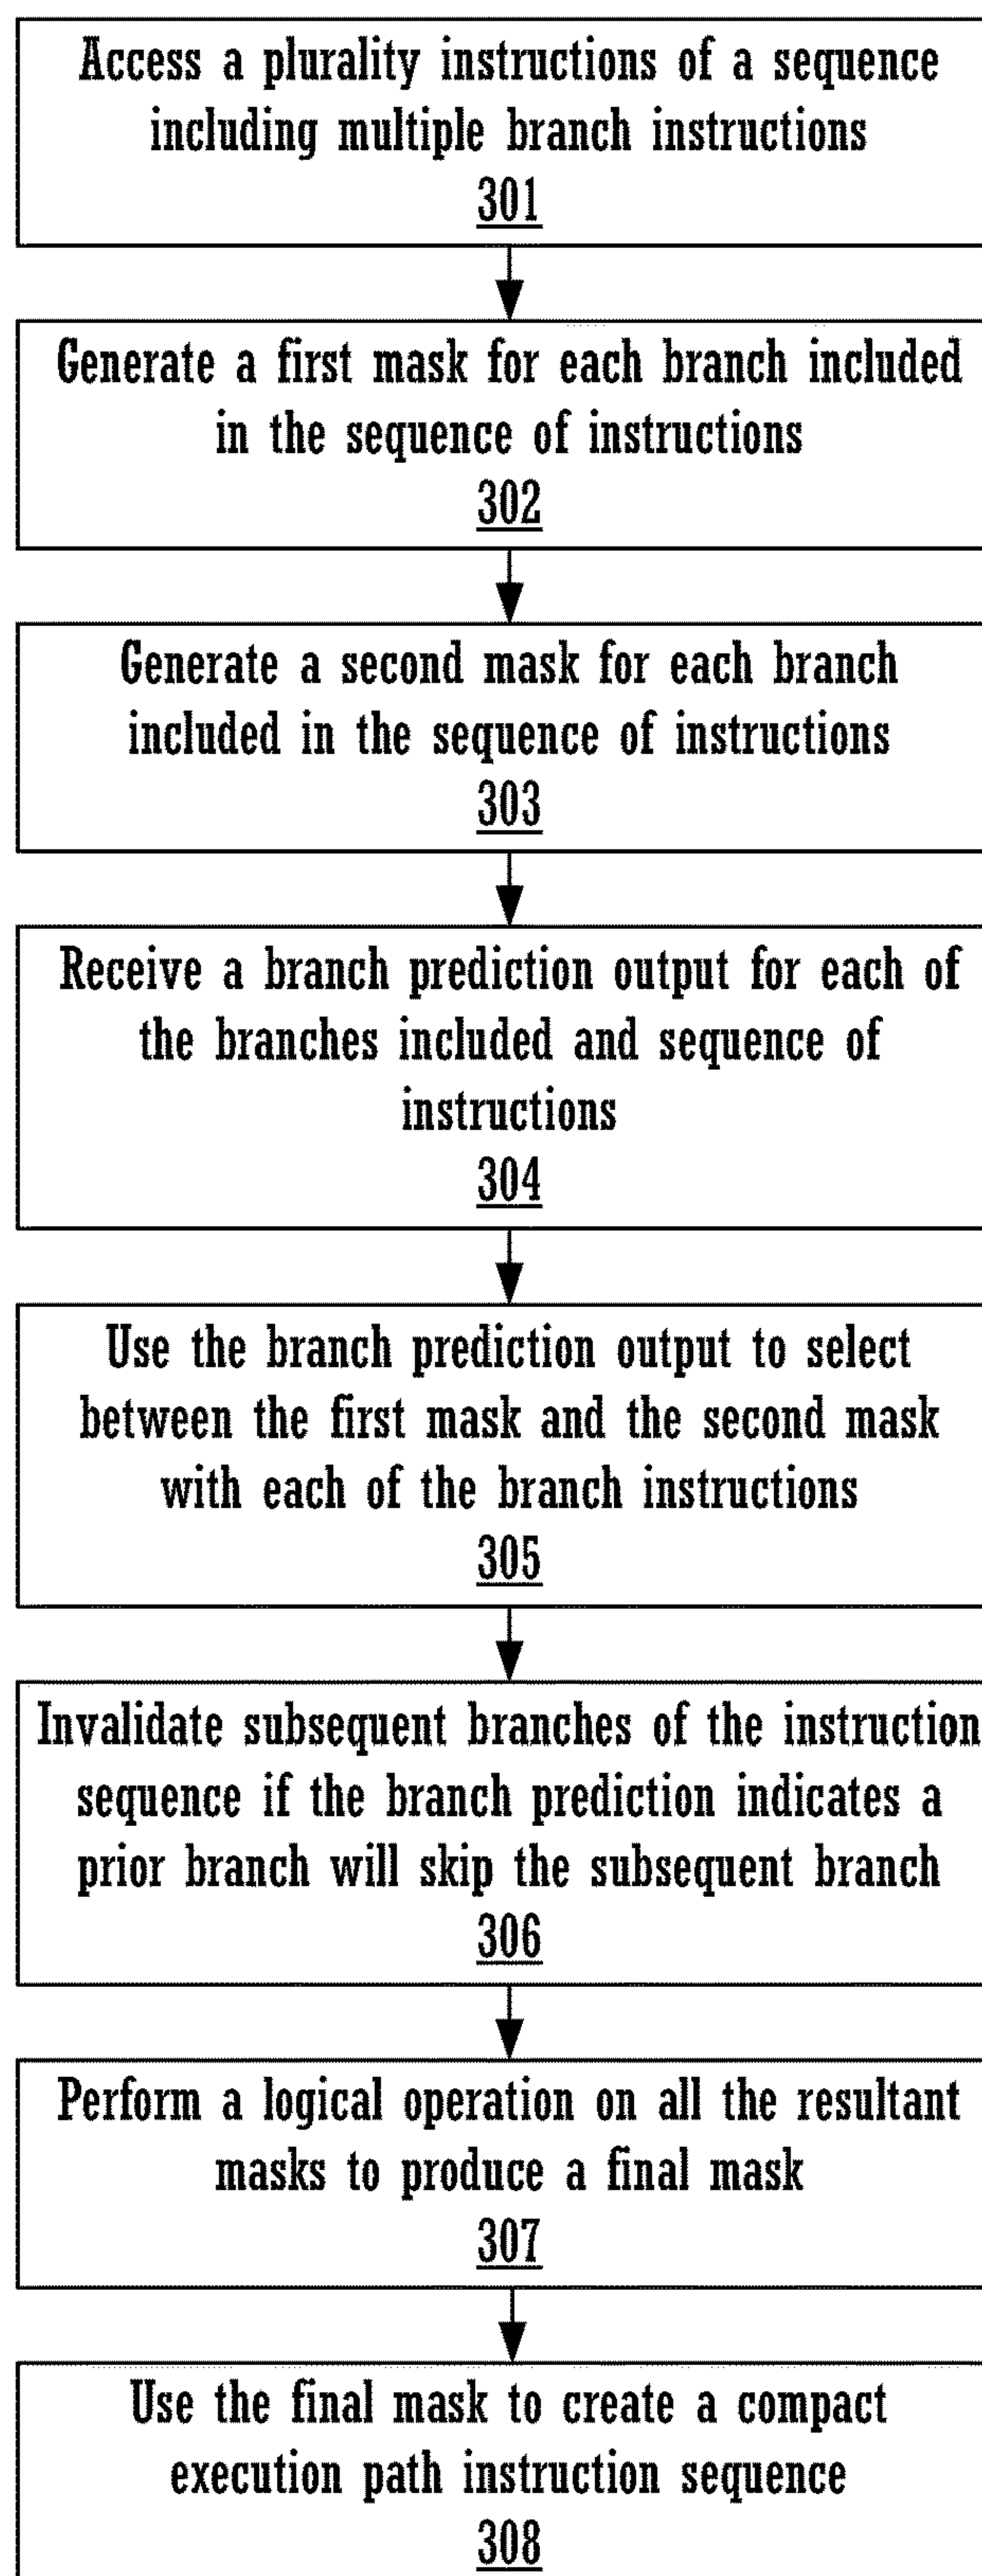 Access a plurality instructions of a sequence
including multiple branch instructions
301
Generate a first mask for each branch included
in the sequence of instructions
302
Generate a second mask for each branch
included in the sequence of instructions
303
Receive a branch prediction output for each of
the branches included and sequence of
instructions
304
Use the branch prediction output to select
between the first mask and the second mask
with each of the branch instructions
305
Invalidate subsequent branches of the instruction
sequence if the branch prediction indicates a
prior branch will skip the subsequent branch
306
Perform a logical operation on all the resultant
masks to produce a final mask
307
Use the final mask to create a compact
execution path instruction sequence
308